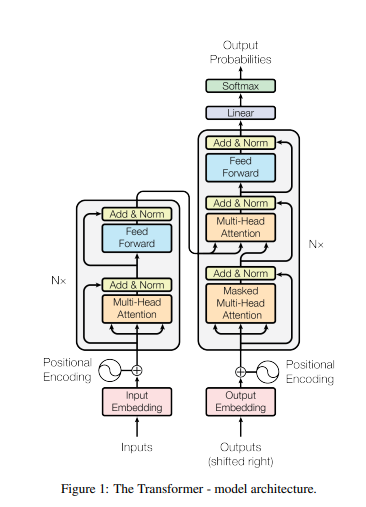 Output
Probabilities
Softmax
Linear
Add & Norm
Feed
Forward
Add & Norm
Multi-Head
Attention
Add & Norm
Masked
Multi-Head
Attention
Nx
Add & Norm
Feed
Forward
Add & Norm
Multi-Head
Attention
Nx
Positional
Encoding
Positional
Encoding
Input
Embedding
Output
Embedding
Inputs
Outputs
(shifted right)
Figure 1: The Transformer - model architecture.